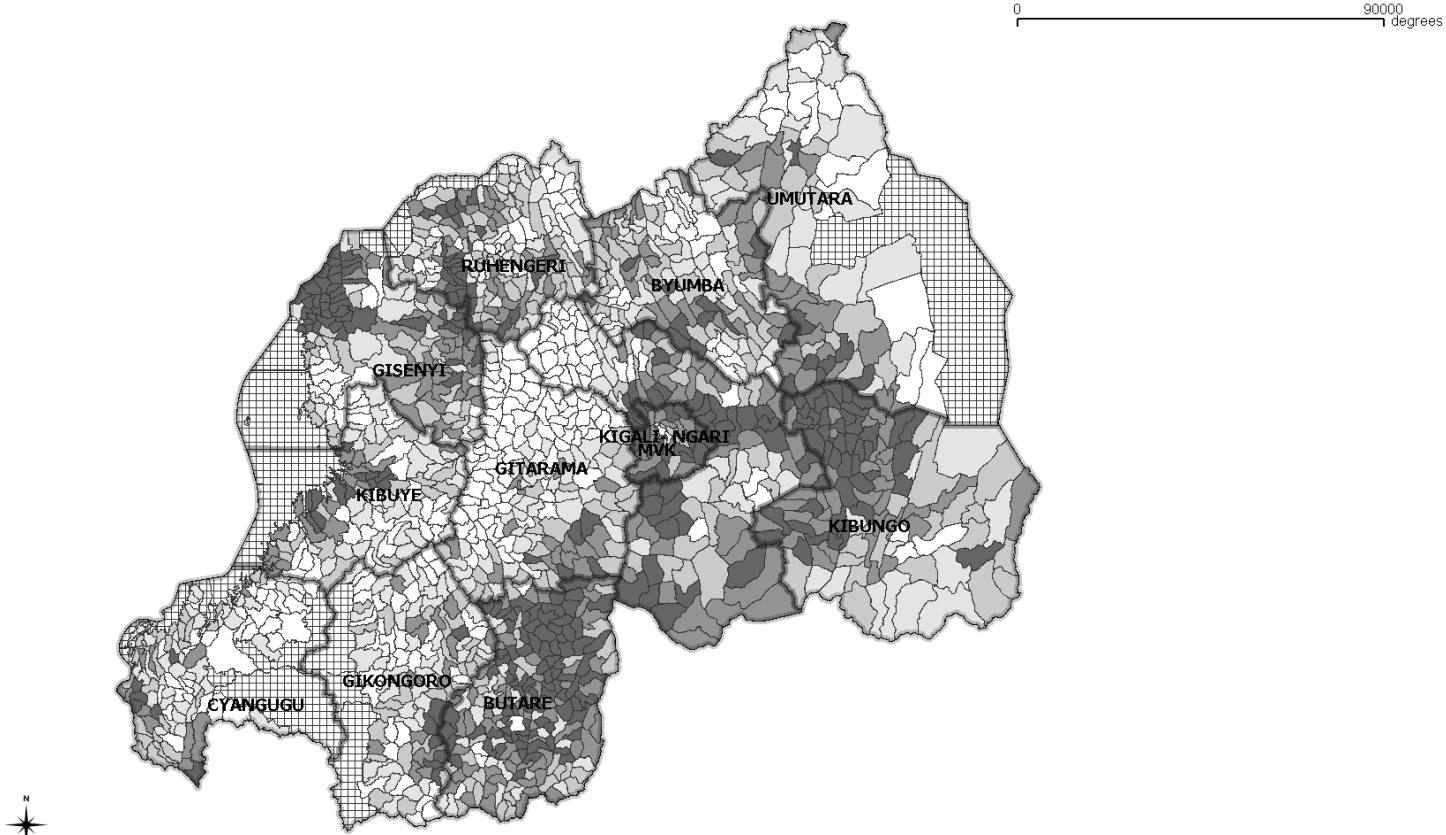 0 90000
degrees
UMUTARA
RUHENGERI
BYUMBA
GISENYI
KIGALI- NGARI
MVK
GITARAMA
KIBUYE
KIBUNGO
GIKONGORO
BUTARE
CYANGUGU
N